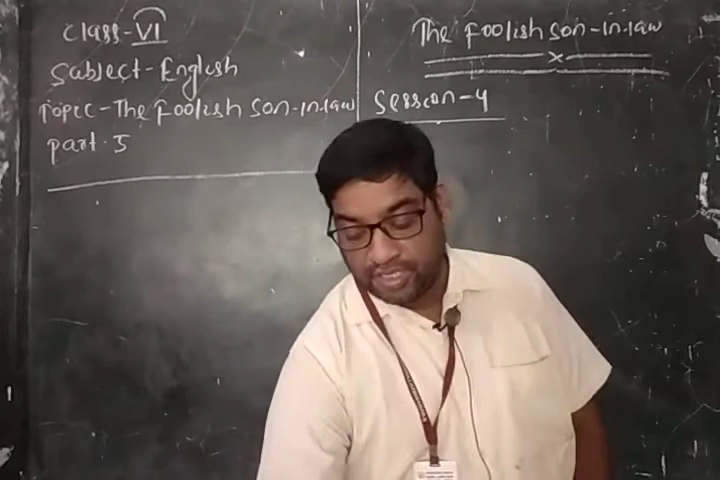 Class-VI
Subject-English
Topic-The Foolish Son-in-law
part-5
The Foolish Son-in-law
Session-4